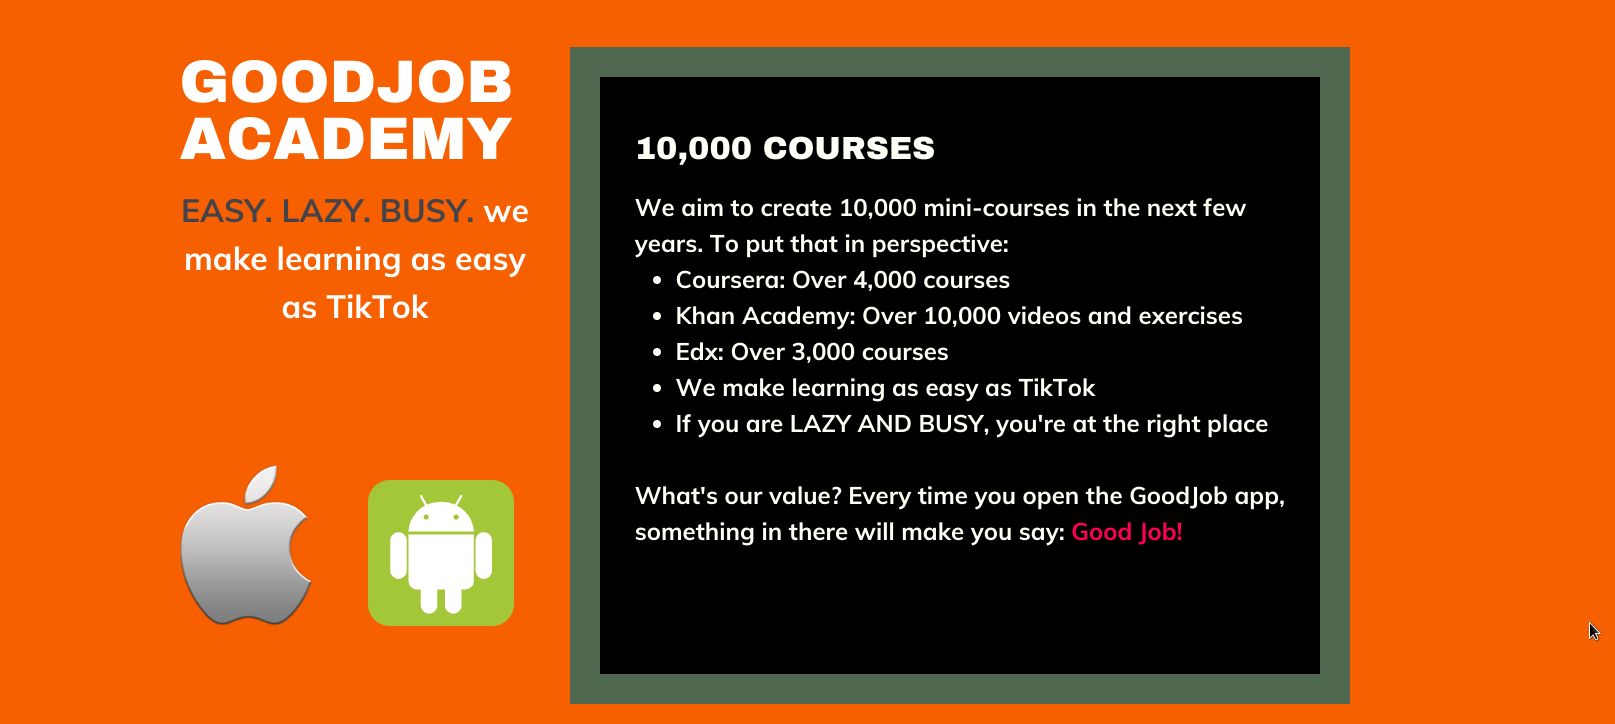 GOODJOB
ACADEMY
EASY. LAZY. BUSY. we
make learning as easy
as TikTok
10,000 COURSES
We aim to create 10,000 mini-courses in the next few
years. To put that in perspective:
• Coursera: Over 4,000 courses
• Khan Academy: Over 10,000 videos and exercises
• Edx: Over 3,000 courses
• We make learning as easy as TikTok
• If you are LAZY AND BUSY, you're at the right place
What's our value? Every time you open the GoodJob app,
something in there will make you say: Good Job!